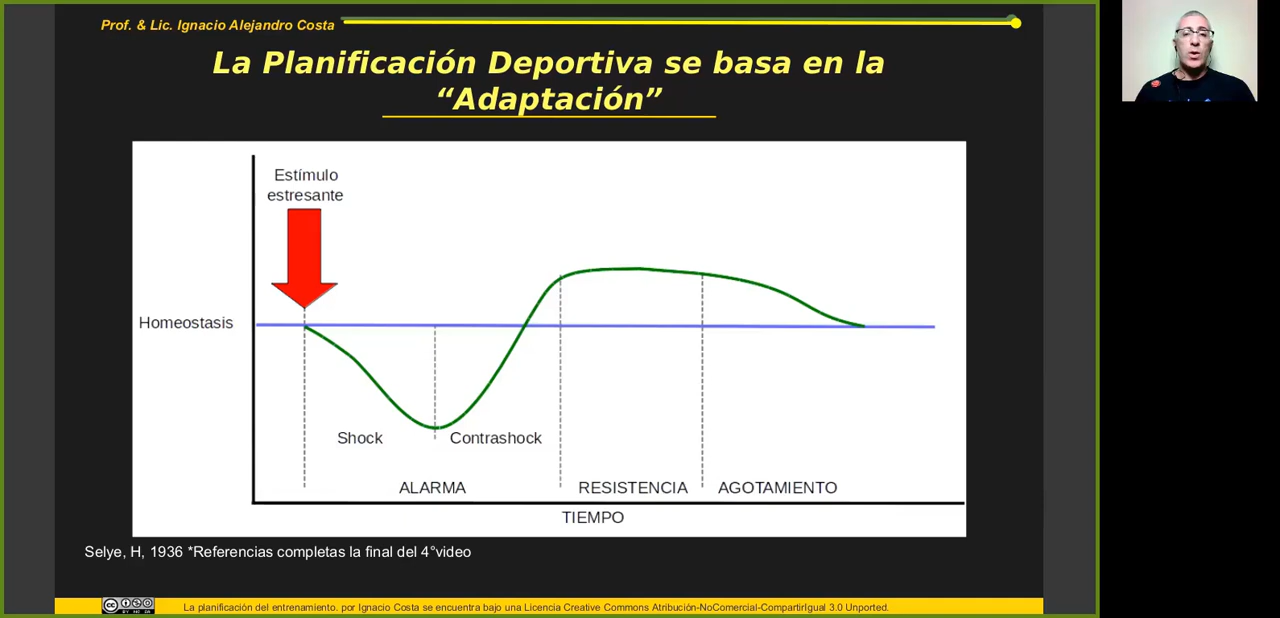 Prof. & Lic. Ignacio Alejandro Costa
La Planificación Deportiva se basa en la
“Adaptación”
Estímulo
estresante
Homeostasis
Shock
Contrashock
ALARMA
RESISTENCIA
AGOTAMIENTO
TIEMPO
Selye, H, 1936 *Referencias completas la final del 4°video
La planificación del entrenamiento. por Ignacio Costa se encuentra bajo una Licencia Creative Commons Atribución-NoComercial-CompartirIgual 3.0 Unported.